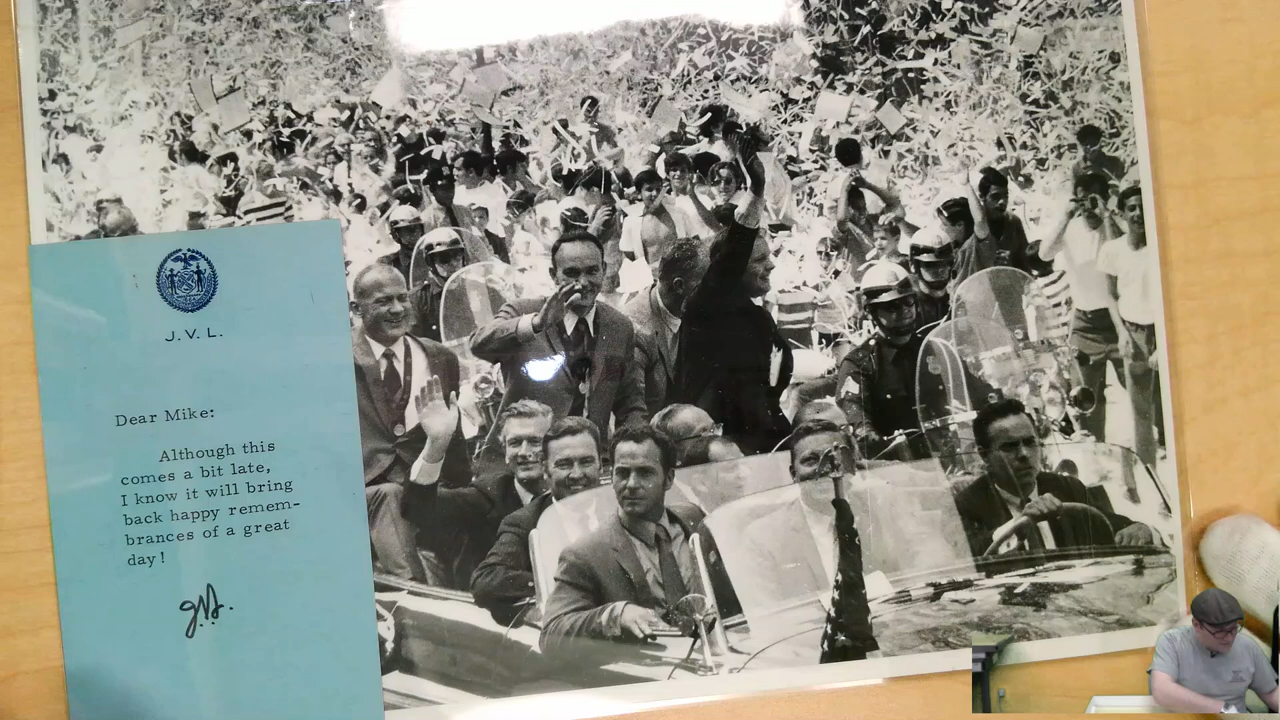 J. V. L.
Dear Mike:
Although this
comes a bit late,
I know it will bring
back happy remem-
brances of a great
day!